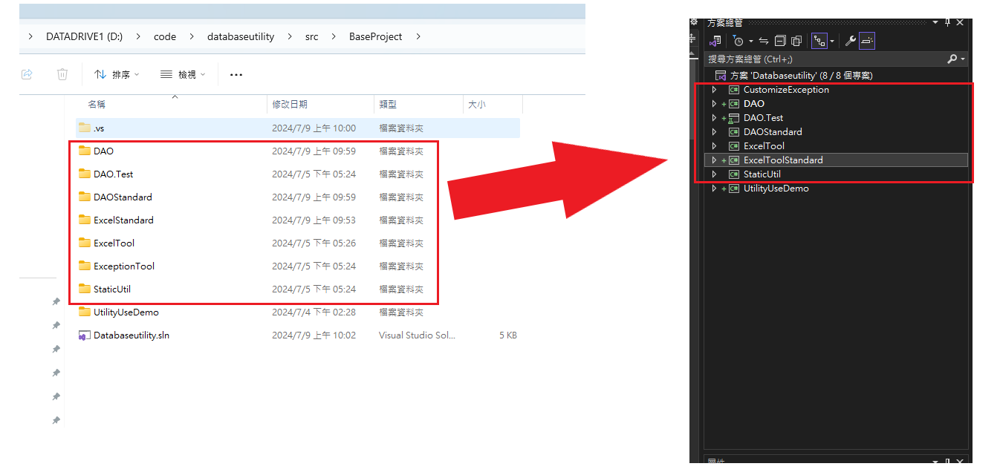 DATADRIVE1 (D:) > code > databaseutility > src > BaseProject >
排序 檢視 ...
名稱 修改日期 類型 大小
.vs 2024/7/9 上午 10:00 檔案資料夾
DAO 2024/7/9 上午 09:59 檔案資料夾
DAO.Test 2024/7/5 下午 05:24 檔案資料夾
DAOStandard 2024/7/9 上午 09:59 檔案資料夾
ExcelStandard 2024/7/9 上午 09:53 檔案資料夾
ExcelTool 2024/7/5 下午 05:26 檔案資料夾
ExceptionTool 2024/7/5 下午 05:24 檔案資料夾
StaticUtil 2024/7/5 下午 05:24 檔案資料夾
UtilityUseDemo 2024/7/4 下午 02:28 檔案資料夾
Databaseutility.sln 2024/7/9 上午 10:02 Visual Studio Sol... 5 KB
方案總管
搜尋方案總管 (Ctrl+;)
方案 'Databaseutility' (8 / 8 個專案)
C# CustomizeException
+ C# DAO
+ DAO.Test
C# DAOStandard
C# ExcelTool
+ C# ExcelToolStandard
C# StaticUtil
+ C# UtilityUseDemo
屬性